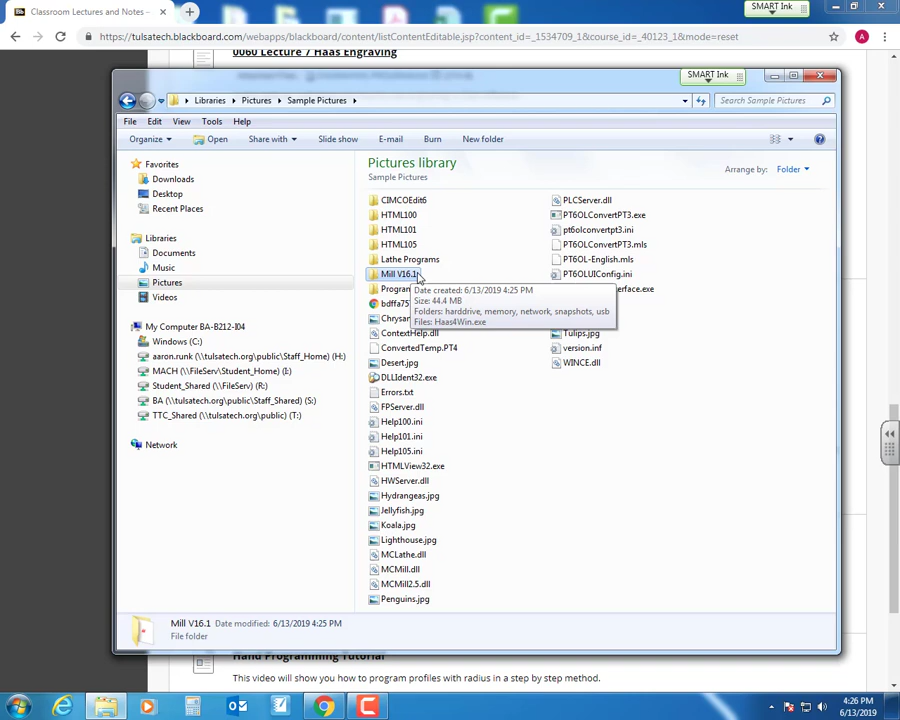 Classroom Lectures and Notes –
SMART Ink
https://tulsatech.blackboard.com/webapps/blackboard/content/listContentEditable.jsp?content_id=_1534709_1&course_id=_40123_1&mode=reset
A
0060 Lecture 7 Haas Engraving
SMART Ink
Libraries
Pictures
Sample Pictures
Search Sample Pictures
File Edit View Tools Help
Organize Open Share with Slide show E-mail Burn New folder
Pictures library
Sample Pictures
Arrange by: Folder
Favorites
Downloads
Desktop
Recent Places
Libraries
Documents
Music
Pictures
Videos
My Computer BA-B212-I04
Windows (C:)
aaron.runk (\\tulsatech.org\public\Staff_Home) (H:)
MACH (\\FileServ\Student_Home) (I:)
Student_Shared (\\FileServ) (R:)
BA (\\tulsatech.org\public\Staff_Shared) (S:)
TTC_Shared (\\tulsatech.org\public) (T:)
Network
CIMCOEdit6
HTML100
HTML101
HTML105
Lathe Programs
Mill V16.1
Date created: 6/13/2019 4:25 PM
Size: 44.4 MB
Folders: harddrive, memory, network, snapshots, usb
Files: Haas4Win.exe
ContextHelp.dll
ConvertedTemp.PT4
Desert.jpg
DLLIdent32.exe
Errors.txt
FPServer.dll
Help100.ini
Help101.ini
Help105.ini
HTMLView32.exe
HWServer.dll
Hydrangeas.jpg
Jellyfish.jpg
Koala.jpg
Lighthouse.jpg
MCLathe.dll
MCMill.dll
MCMill2.5.dll
Penguins.jpg
PLCServer.dll
PT6OLConvertPT3.exe
pt6olconvertpt3.ini
PT6OLConvertPT3.mls
PT6OL-English.mls
PT6OLUIConfig.ini
Tulips.jpg
version.inf
WINCE.dll
Mill V16.1 Date modified: 6/13/2019 4:25 PM
File folder
Hand Programming Tutorial
This video will show you how to program profiles with radius in a step by step method.
4:26 PM
6/13/2019